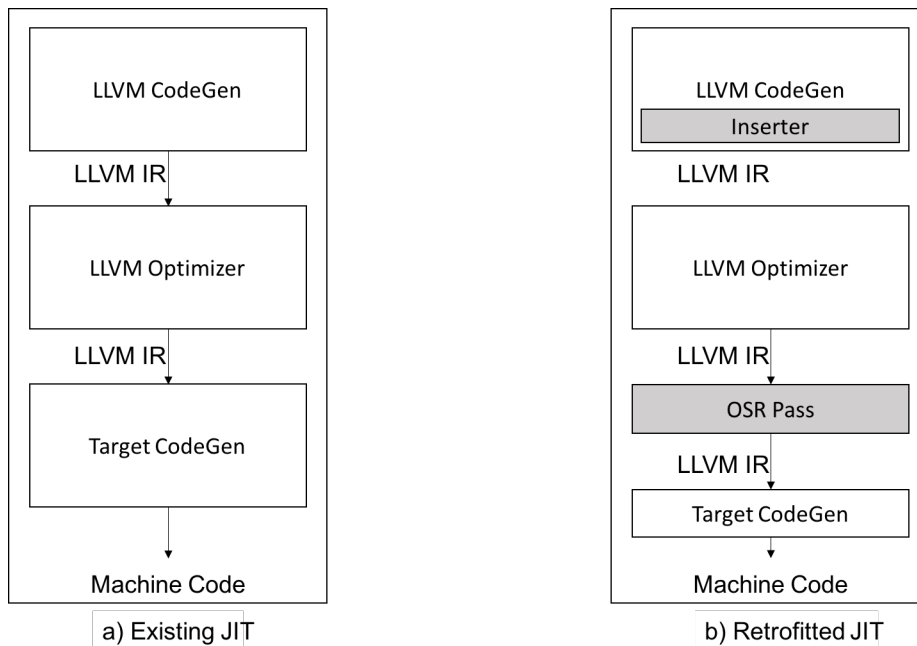 LLVM CodeGen
LLVM IR
LLVM Optimizer
LLVM IR
Target CodeGen
Machine Code
a) Existing JIT
LLVM CodeGen
Inserter
LLVM IR
LLVM Optimizer
LLVM IR
OSR Pass
LLVM IR
Target CodeGen
Machine Code
b) Retrofitted JIT